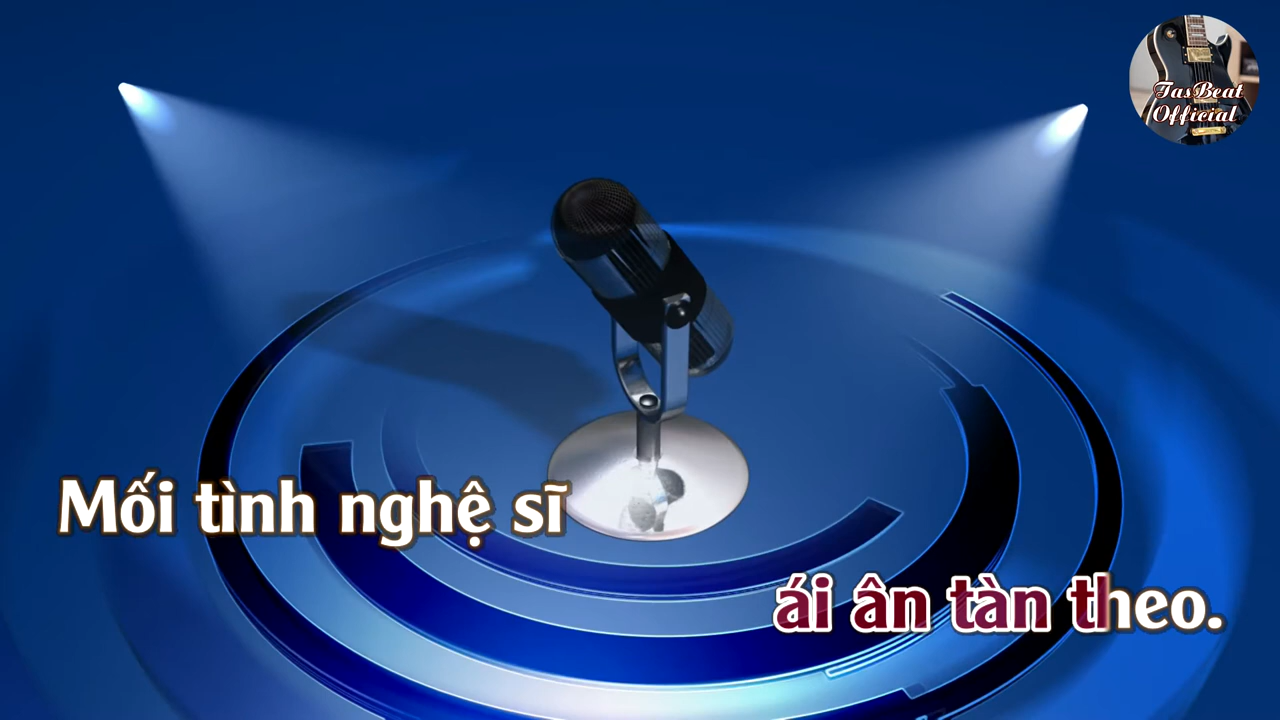 TasBeat
Official
Mối tình nghệ sĩ
ái ân tàn theo.